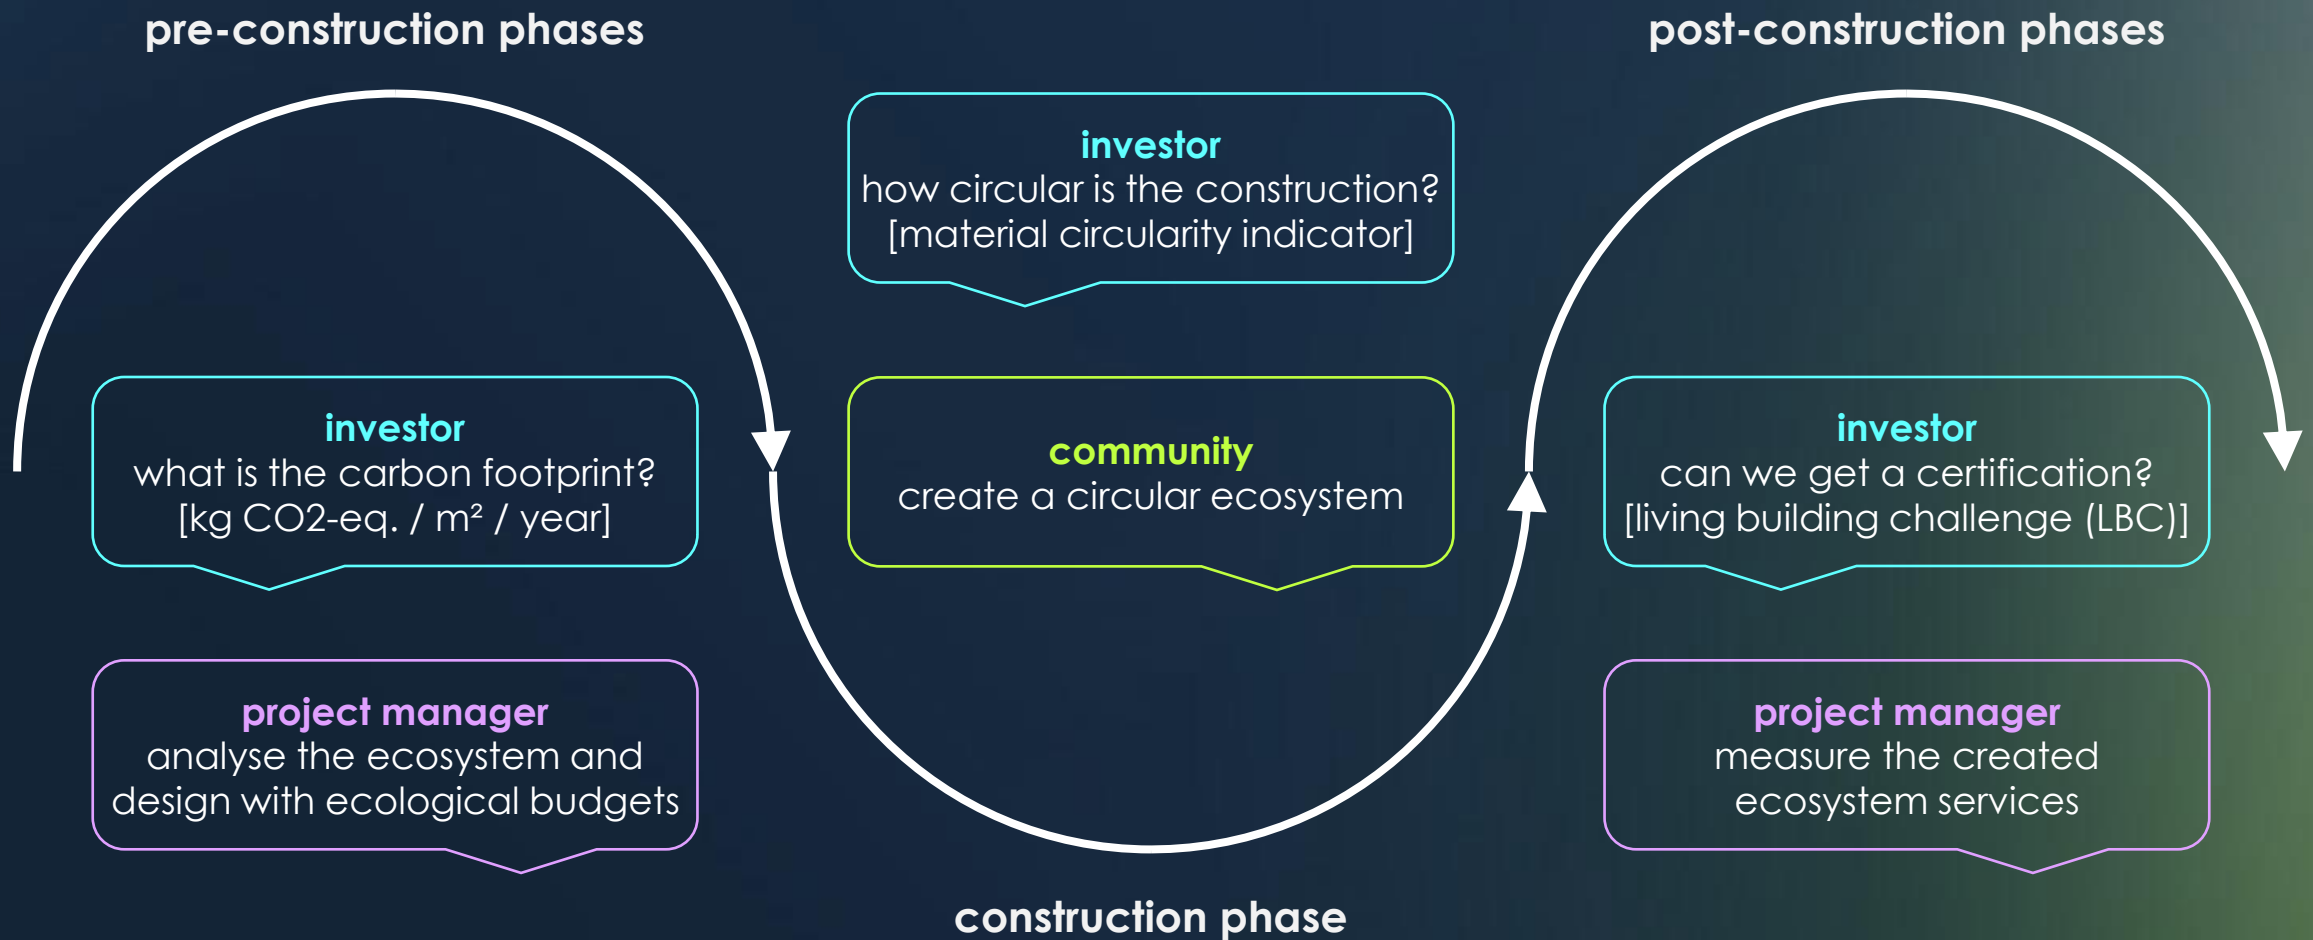 pre-construction phases
investor
what is the carbon footprint?
[kg CO2-eq. / m² / year]
project manager
analyse the ecosystem and
design with ecological budgets
investor
how circular is the construction?
[material circularity indicator]
community
create a circular ecosystem
construction phase
post-construction phases
investor
can we get a certification?
[living building challenge (LBC)]
project manager
measure the created
ecosystem services